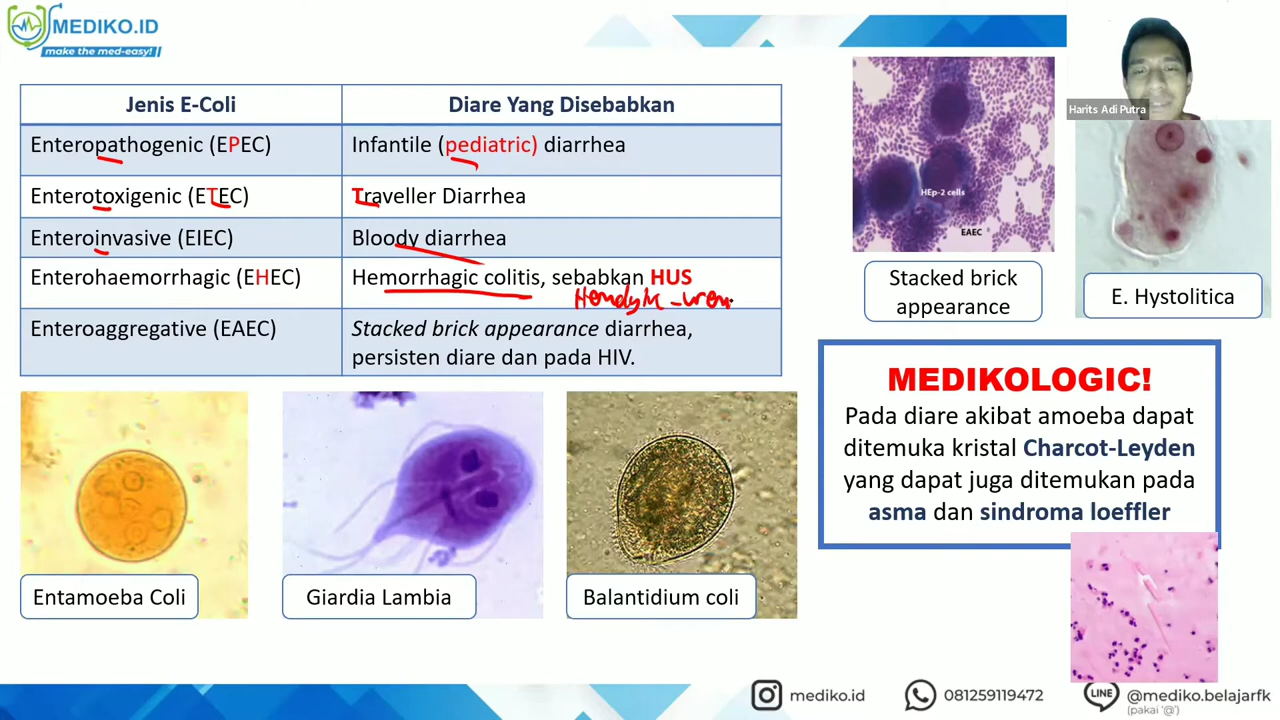 MEDIKO.ID
make the med-easy!
Harits Adi Putra
Jenis E-Coli
Diare Yang Disebabkan
Enteropathogenic (EPEC)
Infantile (pediatric) diarrhea
Enterotoxigenic (ETEC)
Traveller Diarrhea
Enteroinvasive (EIEC)
Bloody diarrhea
Enterohaemorrhagic (EHEC)
Hemorrhagic colitis, sebabkan HUS
Enteroaggregative (EAEC)
Stacked brick appearance diarrhea,
persisten diare dan pada HIV.
HEp-2 cells
EAEC
Stacked brick
appearance
E. Hystolitica
MEDIKOLOGIC!
Pada diare akibat amoeba dapat
ditemuka kristal Charcot-Leyden
yang dapat juga ditemukan pada
asma dan sindroma loeffler
Entamoeba Coli
Giardia Lambia
Balantidium coli
mediko.id
081259119472
LINE
@mediko.belajarfk
(pakai '@')